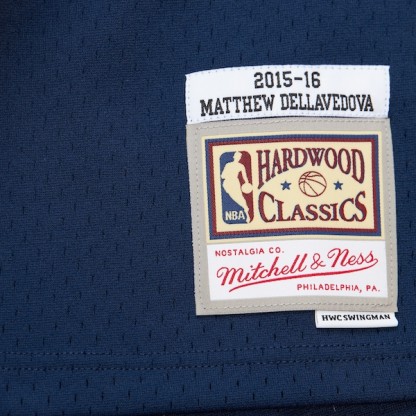 2015-16
MATTHEW DELLAVEDOVA
HARDWOOD
CLASSICS
NBA
NOSTALGIA CO.
Mitchell & Ness
PHILADELPHIA, PA.
HWC SWINGMAN